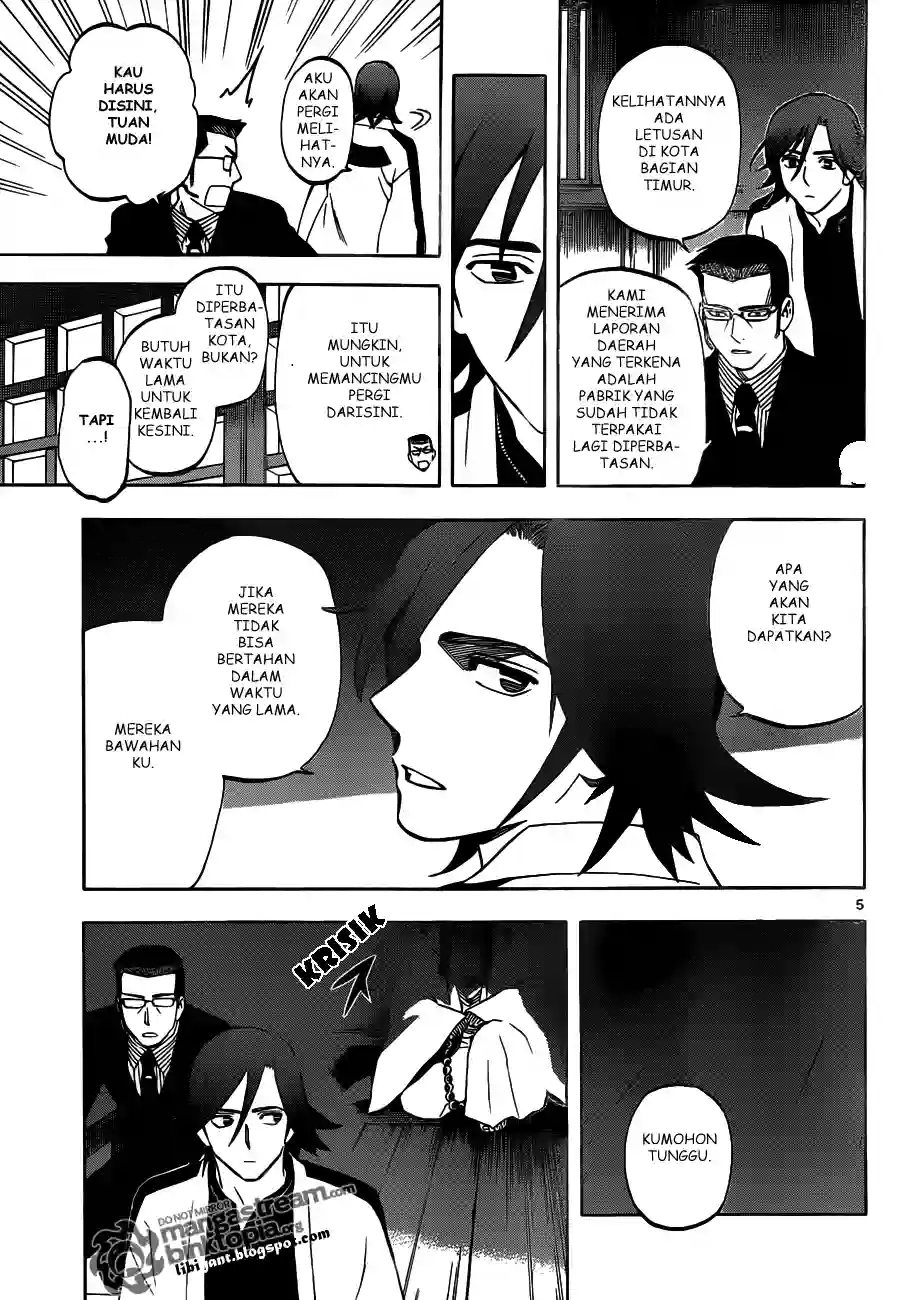 KELIHATANNYA
ADA
LETUSAN
DI KOTA
BAGIAN
TIMUR.
KAMI
MENERIMA
LAPORAN
DAERAH
YANG TERKENA
ADALAH
PABRIK YANG
SUDAH TIDAK
TERPAKAI
LAGI DIPERBA-
TASAN.
AKU
AKAN
PERGI
MELI-
HAT-
NYA.
KAU
HARUS
DISINI,
TUAN
MUDA!
ITU
MUNGKIN,
UNTUK
MEMANCINGMU
PERGI
DARISINI.
ITU
DIPERBA-
TASAN
KOTA,
BUKAN?
BUTUH
WAKTU
LAMA
UNTUK
KEMBALI
KESINI.
TAPI
...!
APA
YANG
AKAN
KITA
DAPATKAN?
JIKA
MEREKA
TIDAK
BISA
BERTAHAN
DALAM
WAKTU
YANG LAMA.
MEREKA
BAWAHAN
KU.
5
KUMOHON
TUNGGU.
KRISIK
DO NOT MIRROR
mangastream.com
binktopia.org
libijant.blogspot.com